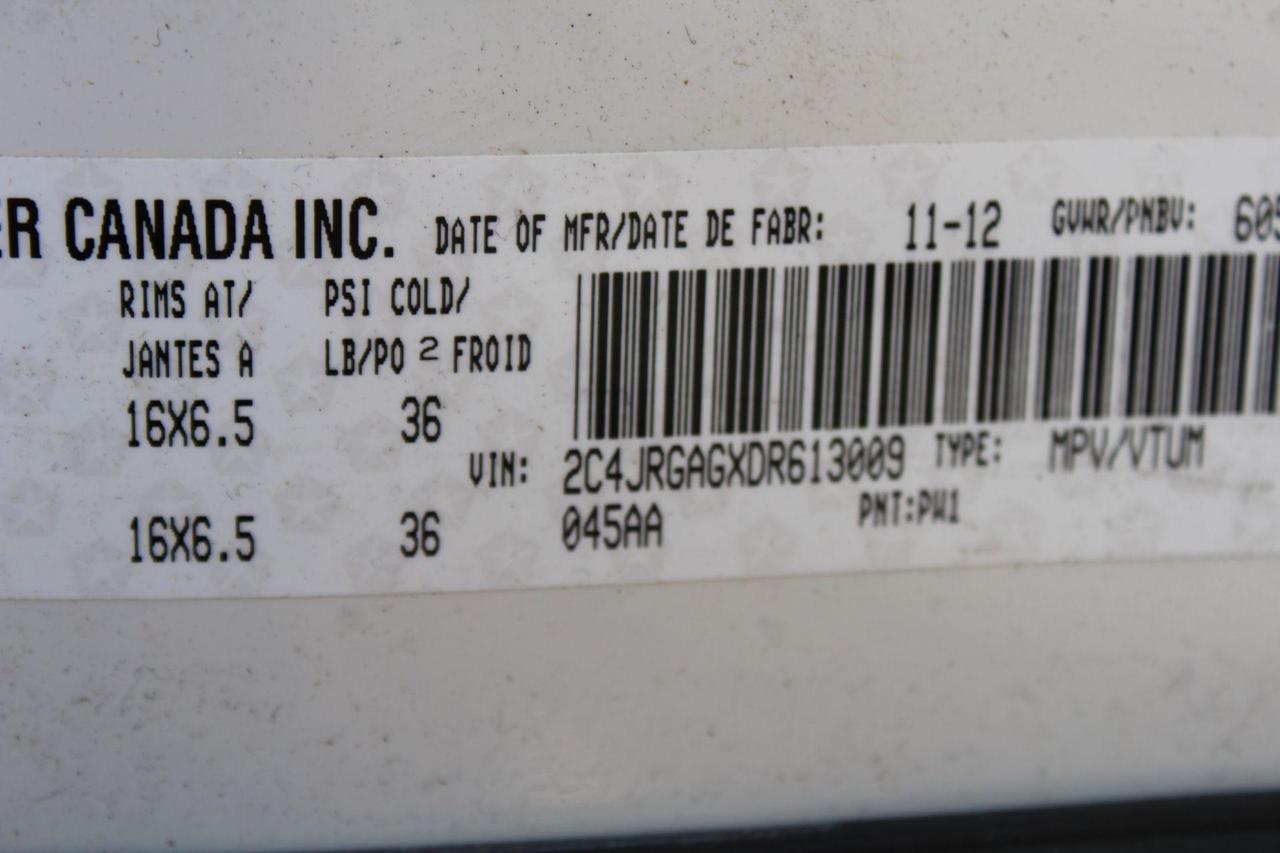 ER CANADA INC. DATE OF MFR/DATE DE FABR: 11-12 GVWR/PNBV: 605
RIMS AT/ PSI COLD/
JANTES A LB/PO 2 FROID
16X6.5 36
VIN: 2C4JRGAGXDR613009 TYPE: MPV/VTUM
16X6.5 36 045AA PNT:PW1